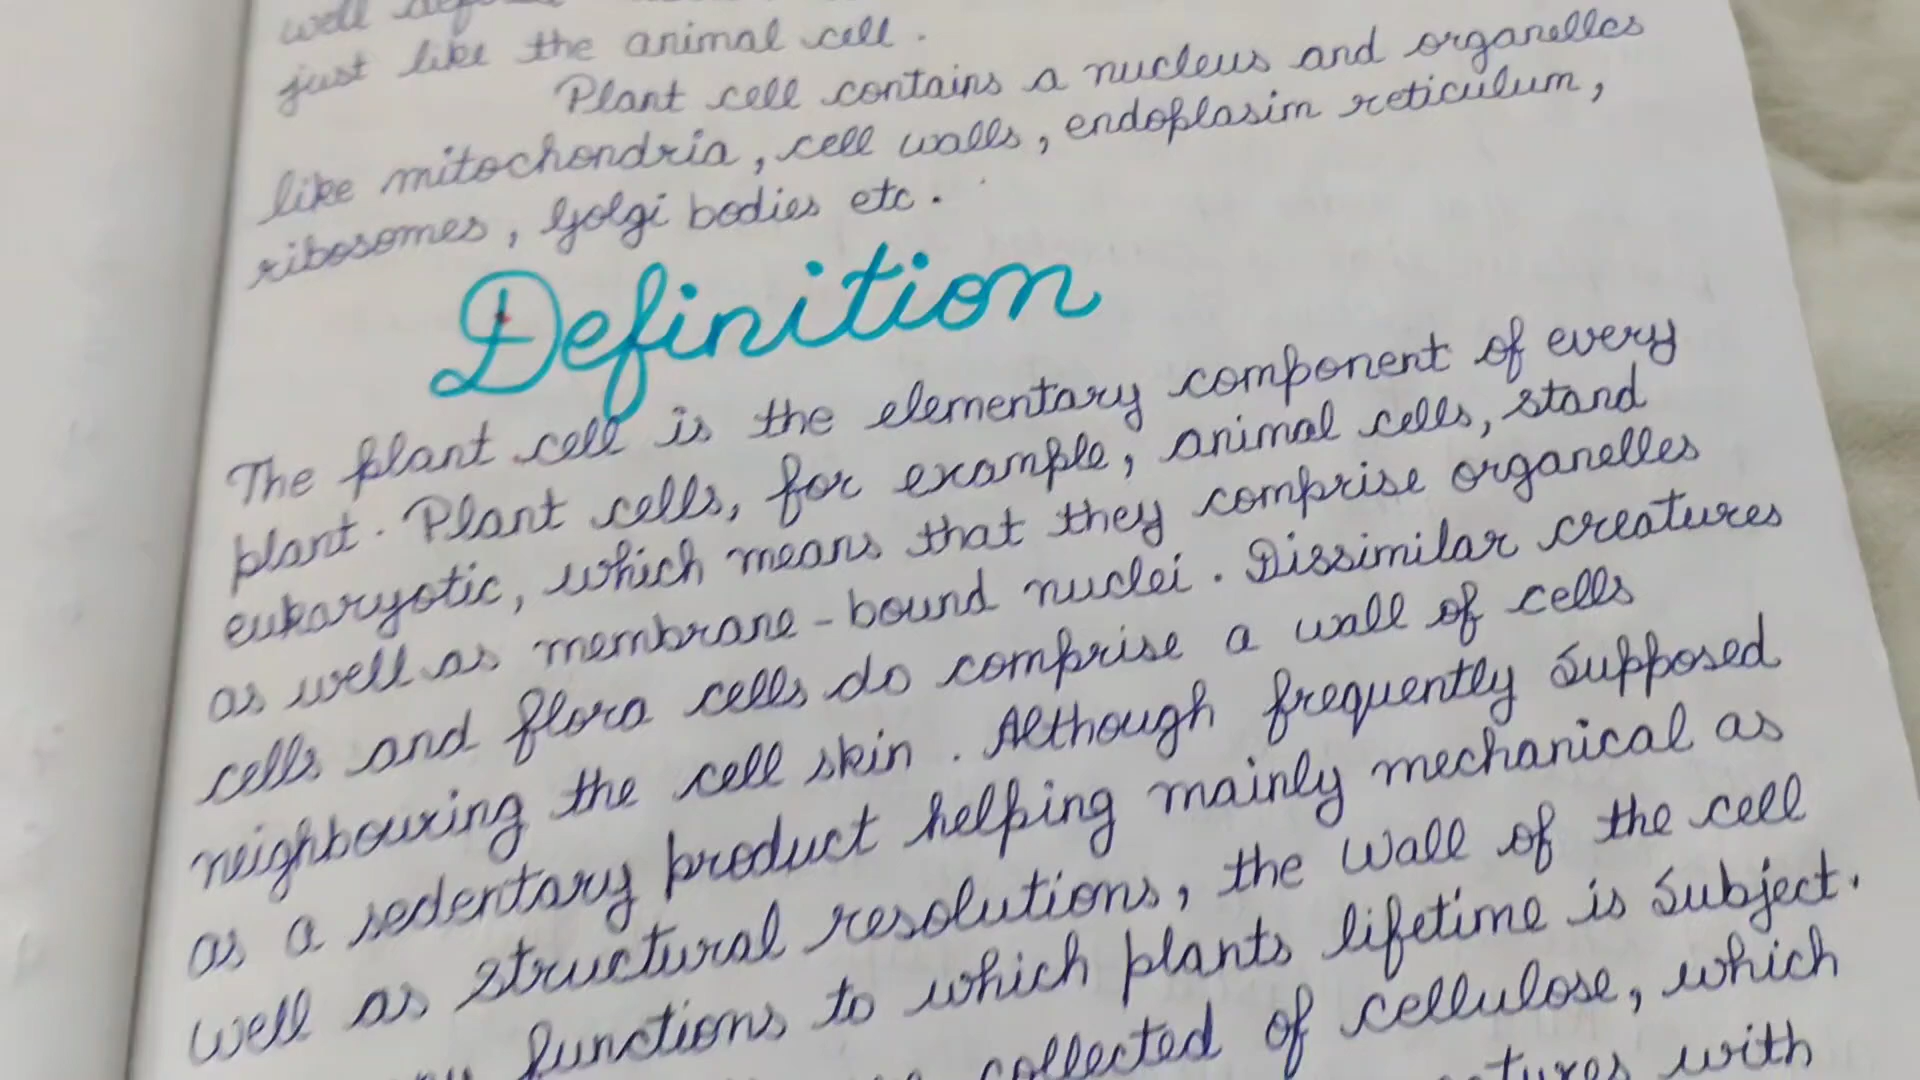 well
just like the animal cell.
Plant cell contains a nucleus and organelles
like mitochondria, cell walls, endoplasim reticulum,
ribosomes, Golgi bodies etc.
Definition
The plant cell is the elementary component of every
plant. Plant cells, for example, animal cells, stand
eukaryotic, which means that they comprise organelles
as well as membrane-bound nuclei. Dissimilar creatures
cells and flora cells do comprise a wall of cells
neighbouring the cell skin. Although frequently supposed
as a sedentary product helping mainly mechanical as
well as structural resolutions, the wall of the cell
functions to which plants lifetime is subject.
collected of cellulose, which
with